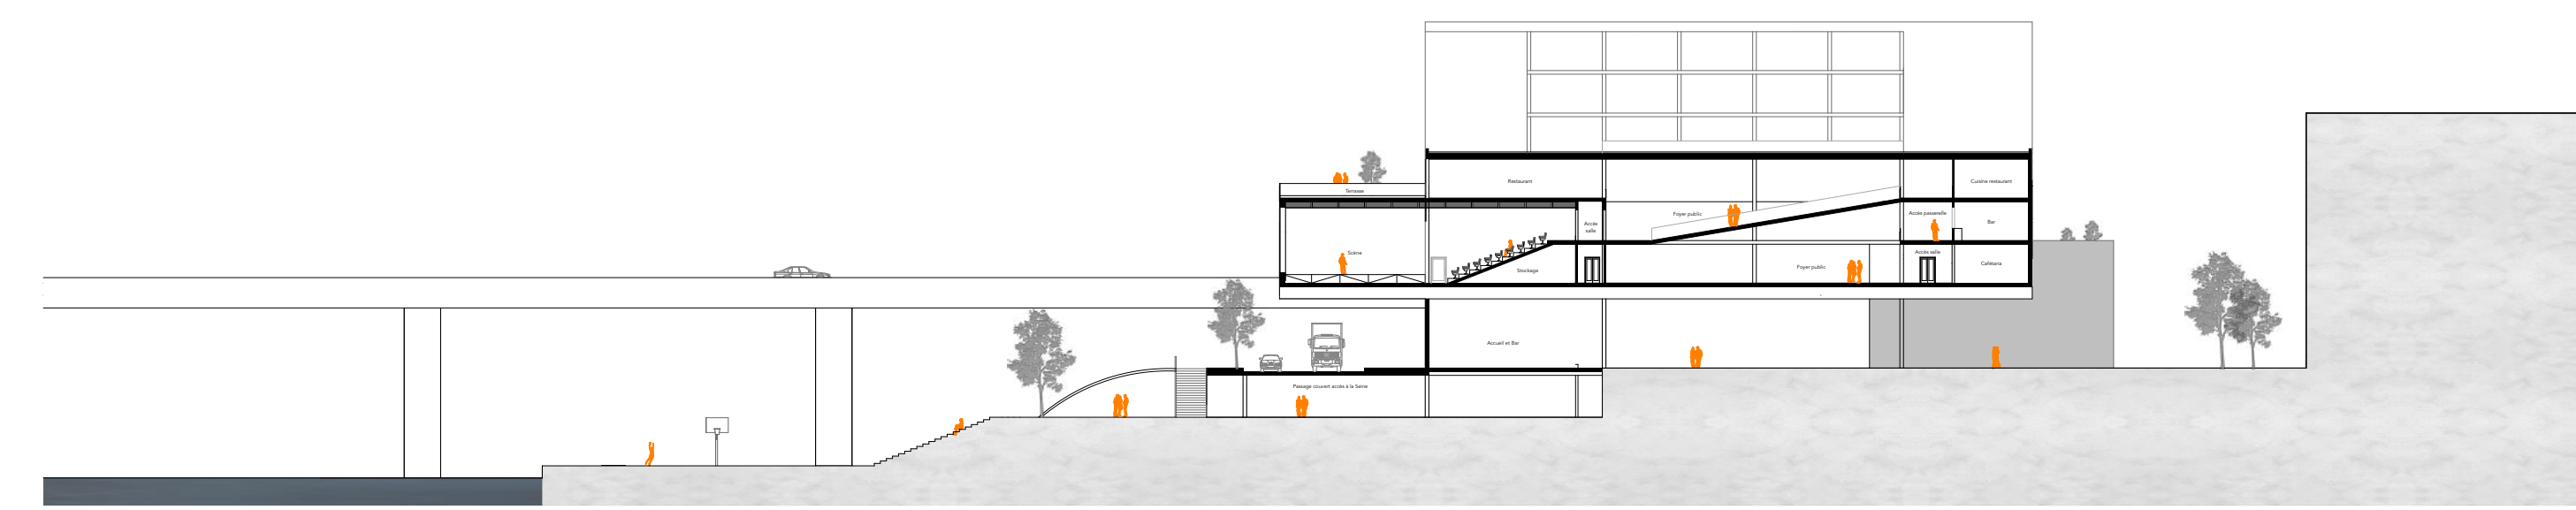 Restaurant
Cuisine restaurant
Terrasse
Foyer public
Accès passerelle
Accès
salle
Bar
Scène
Accès salle
Stockage
Foyer public
Cafétaria
Accueil et Bar
Passage couvert accès à la Seine